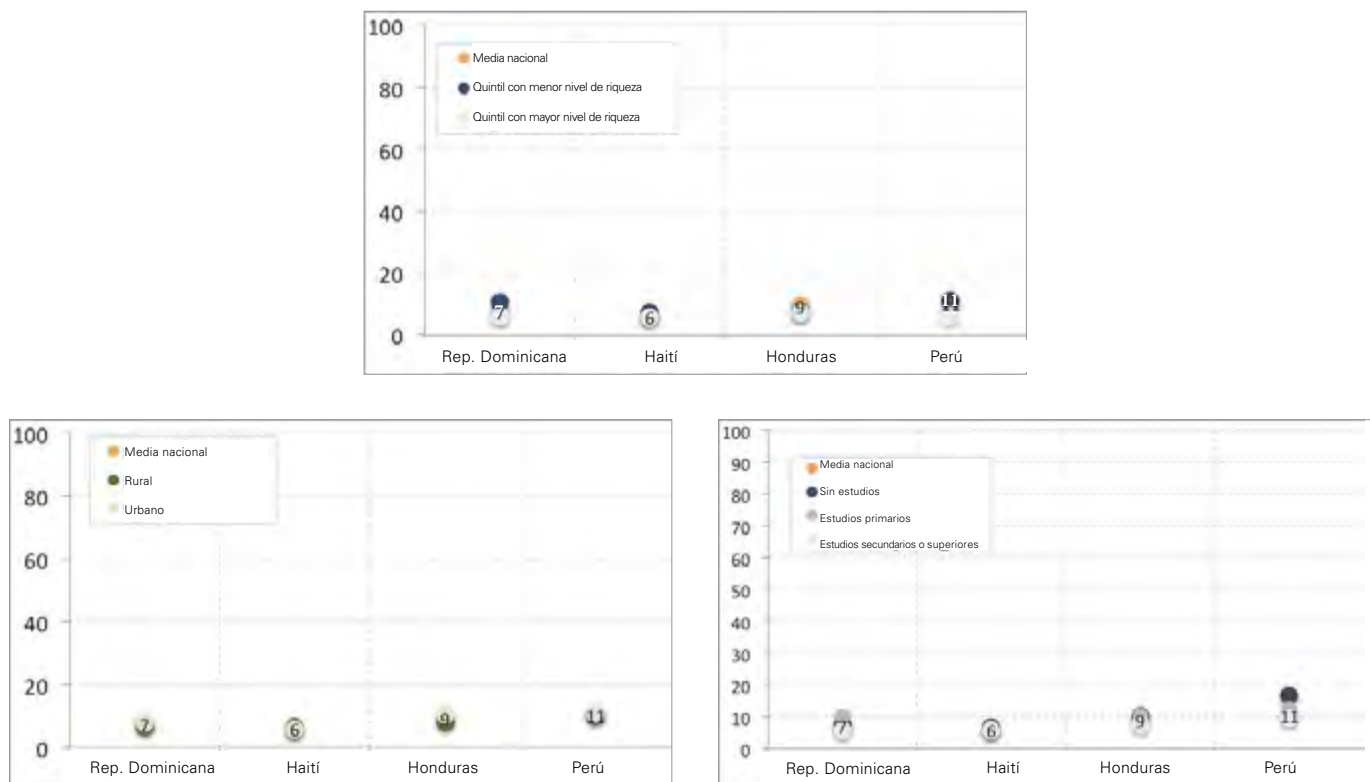 100
Media nacional
Quintil con menor nivel de riqueza
80
Quintil con mayor nivel de riqueza
60
40
20
7
6
9
11
0
Rep. Dominicana Haití Honduras Perú
100
Media nacional
Rural
80
Urbano
60
40
20
7
6
9
11
0
Rep. Dominicana Haití Honduras Perú
100
90
Media nacional
Sin estudios
80
Estudios primarios
70
Estudios secundarios o superiores
60
50
40
30
20
10
7
6
9
11
0
Rep. Dominicana Haití Honduras Perú